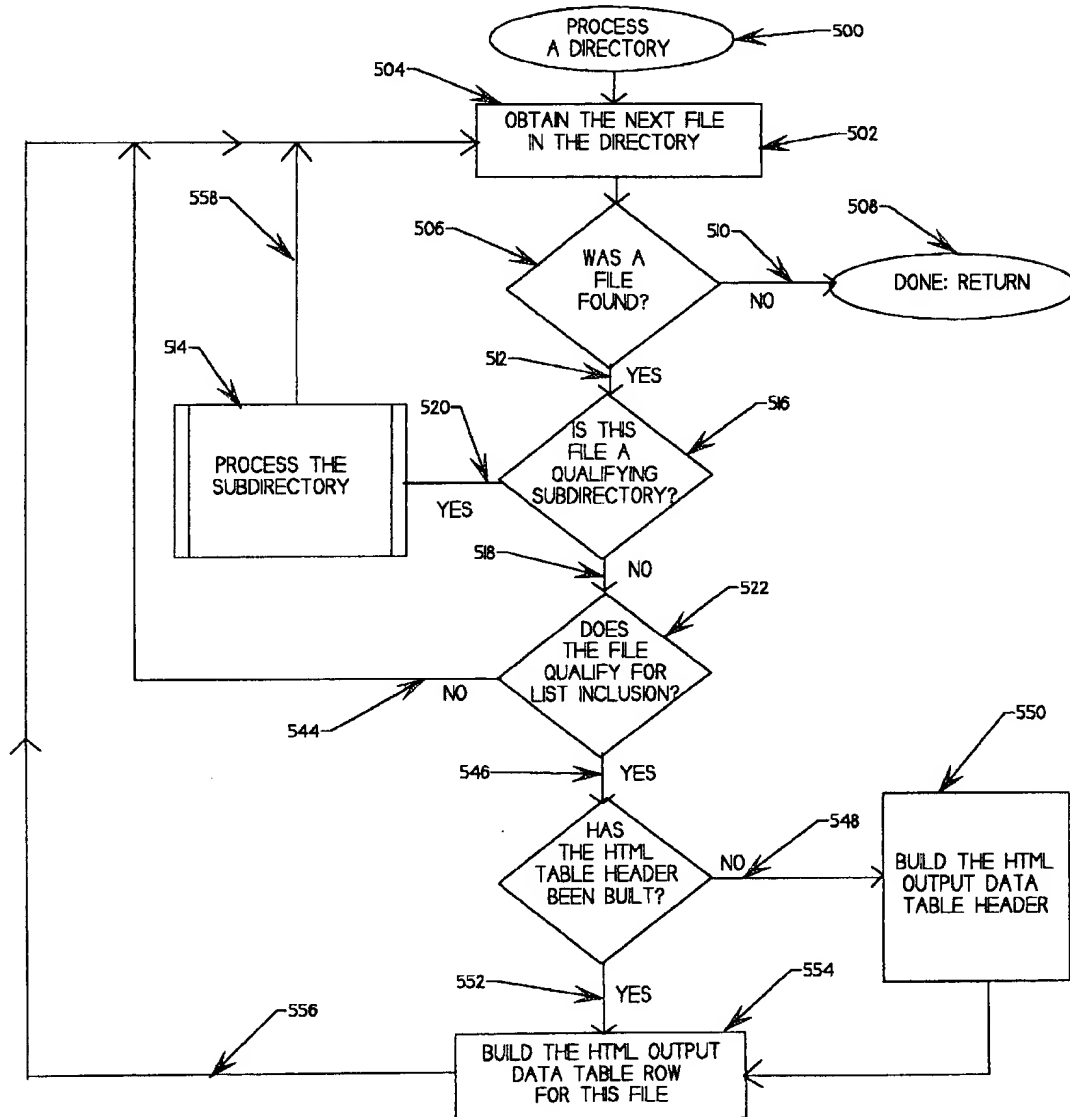 PROCESS
A DIRECTORY
500
504
OBTAIN THE NEXT FILE
IN THE DIRECTORY
502
558
506
WAS A
FILE
FOUND?
510
NO
508
DONE: RETURN
514
512
YES
520
516
PROCESS THE
SUBDIRECTORY
YES
IS THIS
FILE A
QUALIFYING
SUBDIRECTORY?
518
NO
522
DOES
THE FILE
QUALIFY FOR
LIST INCLUSION?
NO
544
546
YES
550
HAS
THE HTML
TABLE HEADER
BEEN BUILT?
NO
548
BUILD THE HTML
OUTPUT DATA
TABLE HEADER
552
YES
554
556
BUILD THE HTML OUTPUT
DATA TABLE ROW
FOR THIS FILE